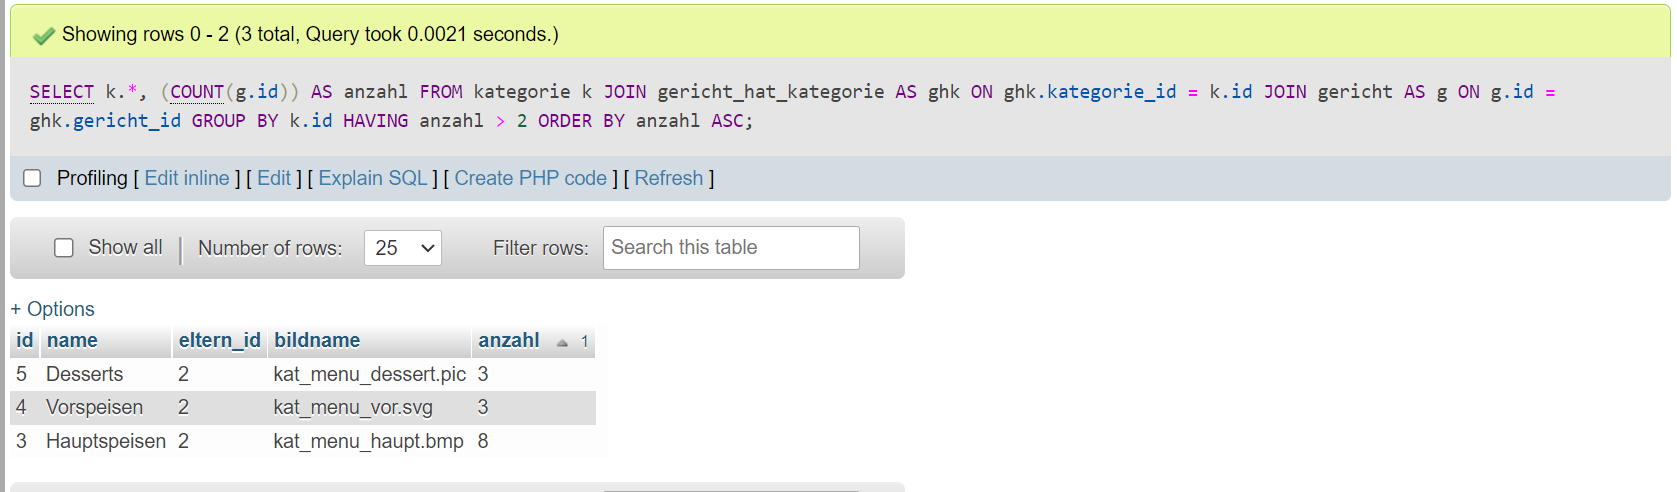 Showing rows 0 - 2 (3 total, Query took 0.0021 seconds.)
SELECT k.*, (COUNT(g.id)) AS anzahl FROM kategorie k JOIN gericht_hat_kategorie AS ghk ON ghk.kategorie_id = k.id JOIN gericht AS g ON g.id =
ghk.gericht_id GROUP BY k.id HAVING anzahl > 2 ORDER BY anzahl ASC;
Profiling [ Edit inline ] [ Edit ] [ Explain SQL ] [ Create PHP code ] [ Refresh ]
Show all | Number of rows: 25 Filter rows: Search this table
+ Options
id name eltern_id bildname anzahl 1
5 Desserts 2 kat_menu_dessert.pic 3
4 Vorspeisen 2 kat_menu_vor.svg 3
3 Hauptspeisen 2 kat_menu_haupt.bmp 8